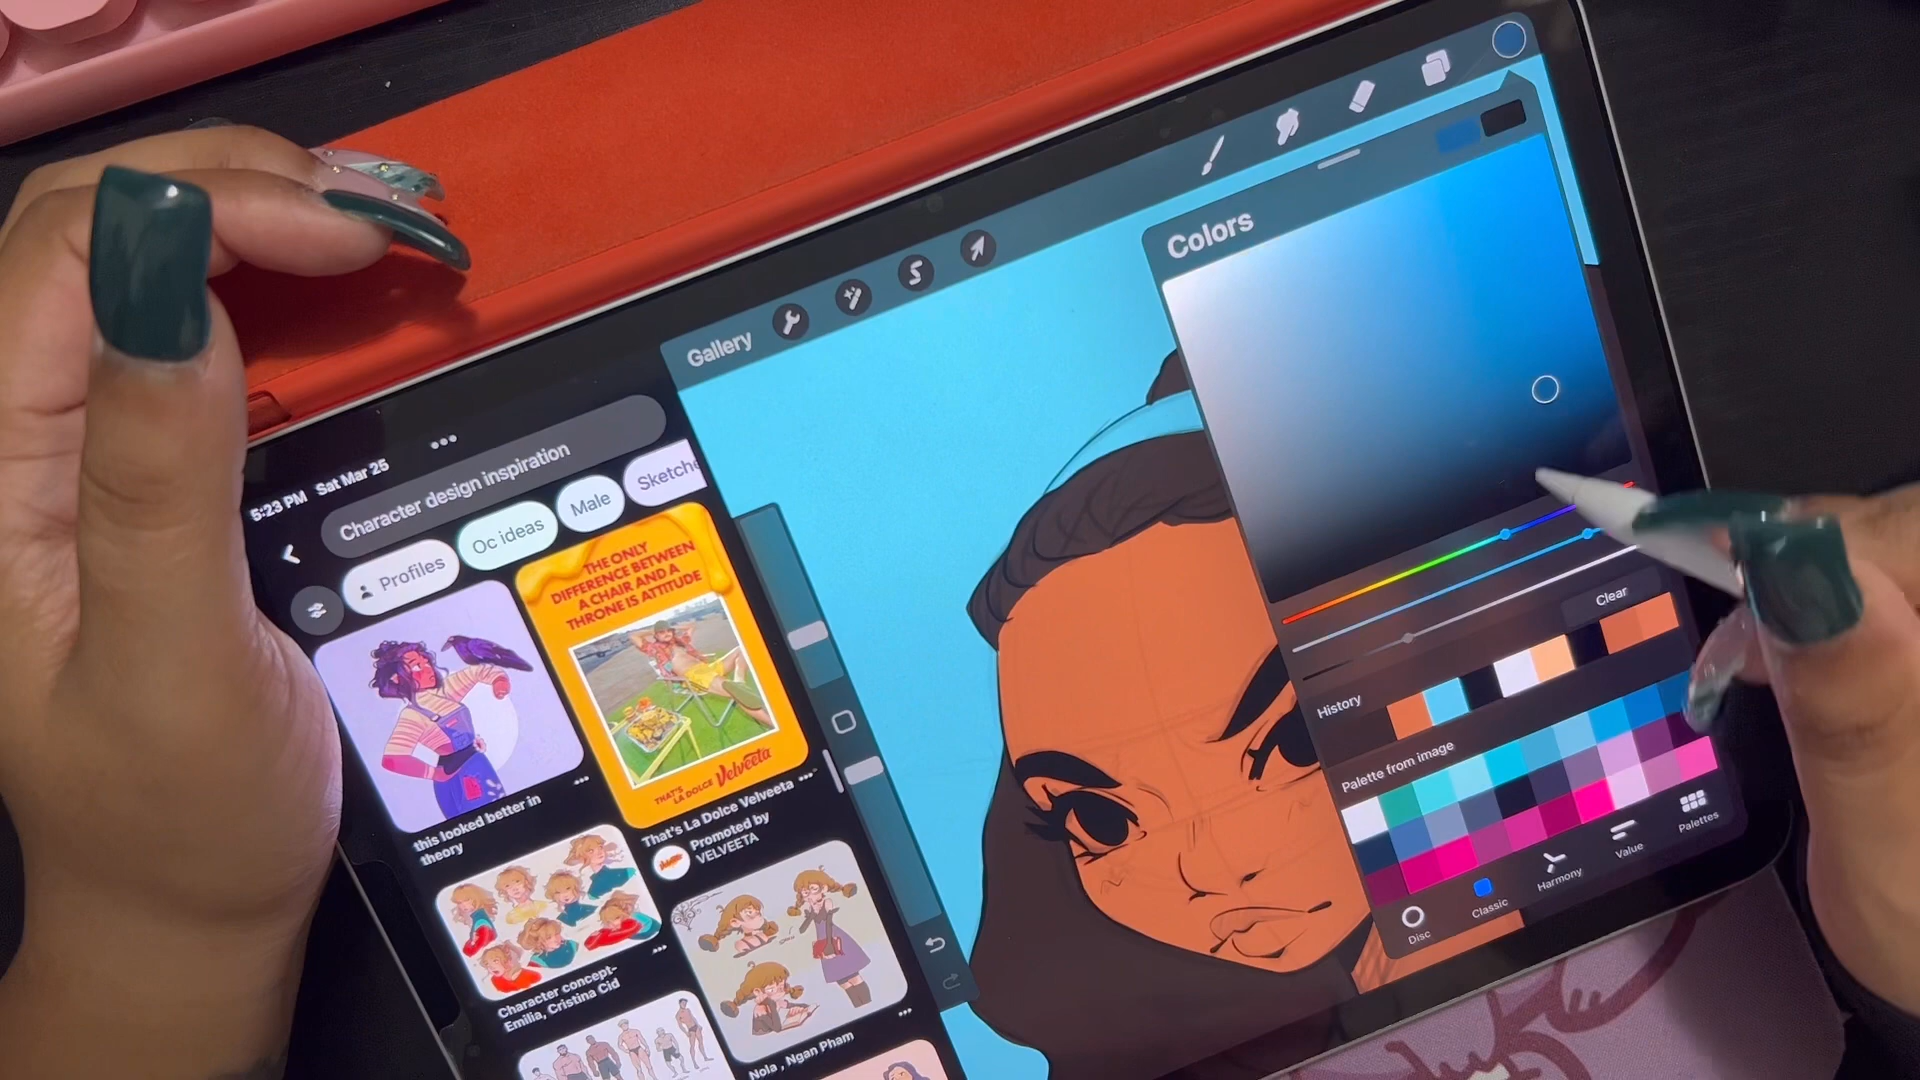 5:23 PM Sat Mar 25
Character design inspiration
Profiles
Oc ideas
Male
Sketche
THE ONLY
DIFFERENCE BETWEEN
A CHAIR AND A
THRONE IS ATTITUDE
THAT'S
LA DOLCE Velveeta
this looked better in
theory
That's La Dolce Velveeta
Promoted by
VELVEETA
Character concept-
Emilia, Cristina Cid
Nola , Ngan Pham
Gallery
Colors
Clear
History
Palette from image
Disc
Classic
Harmony
Value
Palettes